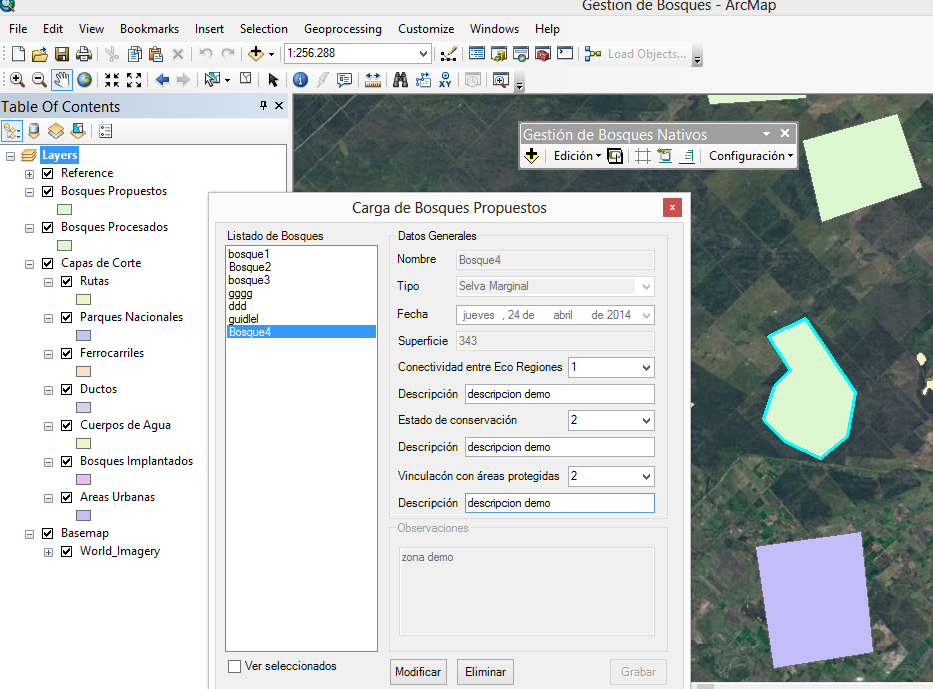 Gestión de Bosques - ArcMap
File Edit View Bookmarks Insert Selection Geoprocessing Customize Windows Help
1:256.288 Load Objects...
Table Of Contents
Layers
Reference
Bosques Propuestos
Bosques Procesados
Capas de Corte
Rutas
Parques Nacionales
Ferrocarriles
Ductos
Cuerpos de Agua
Bosques Implantados
Areas Urbanas
Basemap
World_Imagery
Gestión de Bosques Nativos
Edición Configuración
Carga de Bosques Propuestos
Listado de Bosques
bosque1
Bosque2
bosque3
gggg
ddd
guidlel
Bosque4
Ver seleccionados
Datos Generales
Nombre Bosque4
Tipo Selva Marginal
Fecha jueves , 24 de abril de 2014
Superficie 343
Conectividad entre Eco Regiones 1
Descripción descripcion demo
Estado de conservación 2
Descripción descripcion demo
Vinculacón con áreas protegidas 2
Descripción descripcion demo
Observaciones
zona demo
Modificar Eliminar Grabar